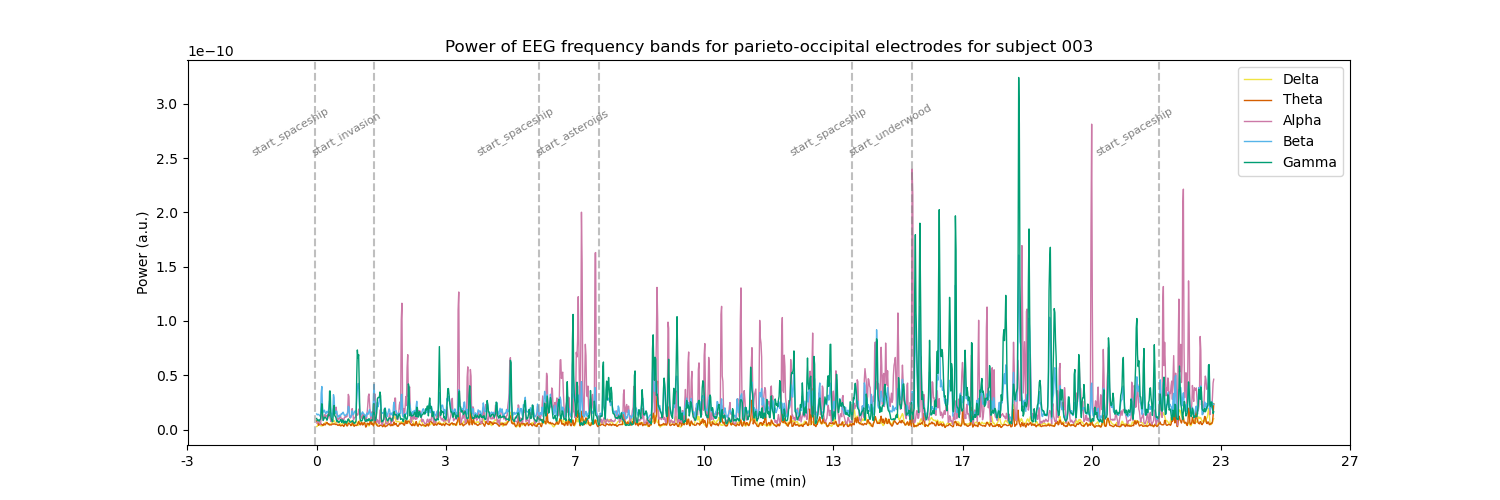 Power of EEG frequency bands for parieto-occipital electrodes for subject 003
1e−10
Delta
Theta
Alpha
Beta
Gamma
start_spaceship
start_invasion
start_spaceship
start_asteroids
start_spaceship
start_underwood
start_spaceship
3.0
2.5
2.0
1.5
1.0
0.5
0.0
Power (a.u.)
-3 0 3 7 10 13 17 20 23 27
Time (min)